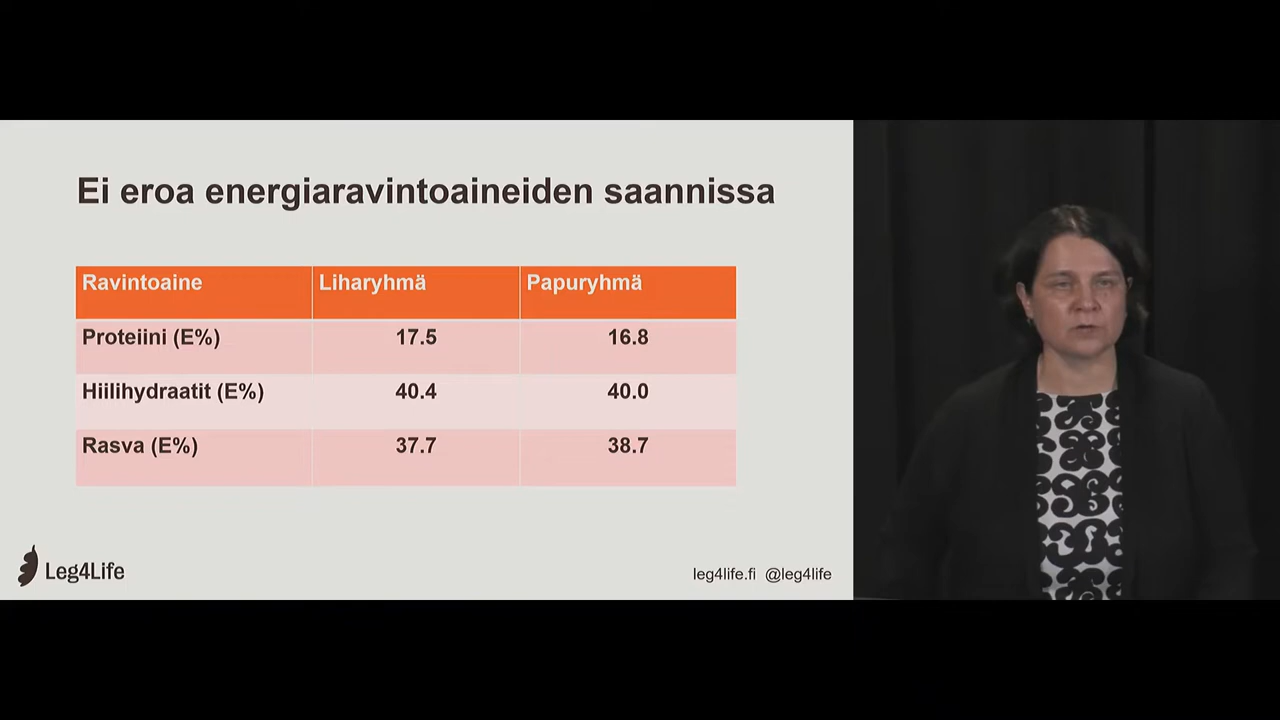 Ei eroa energiaravintoaineiden saannissa
Ravintoaine Liharyhmä Papuryhmä
Proteiini (E%) 17.5 16.8
Hiilihydraatit (E%) 40.4 40.0
Rasva (E%) 37.7 38.7
Leg4Life
leg4life.fi @leg4life